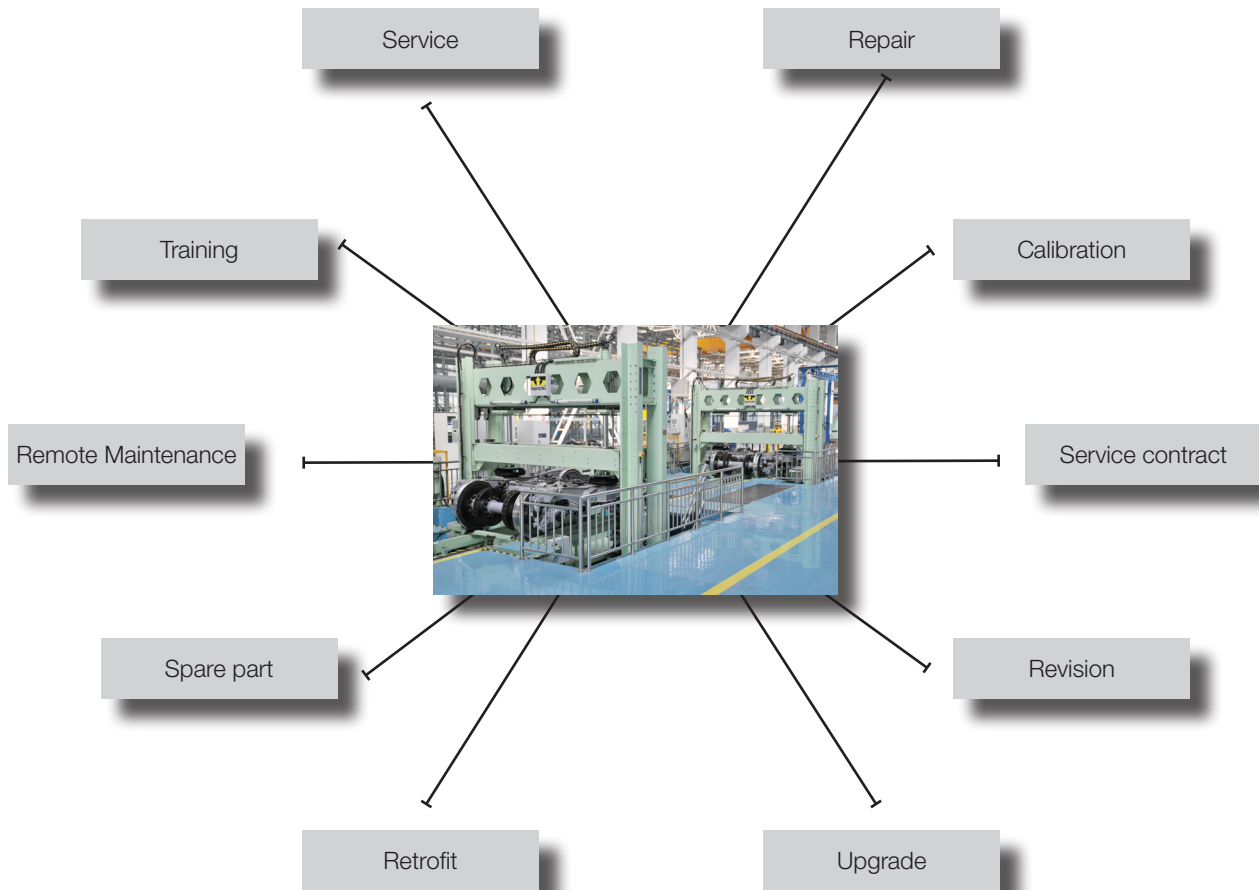 Service
Repair
Training
Calibration
Remote Maintenance
Service contract
Spare part
Revision
Retrofit
Upgrade